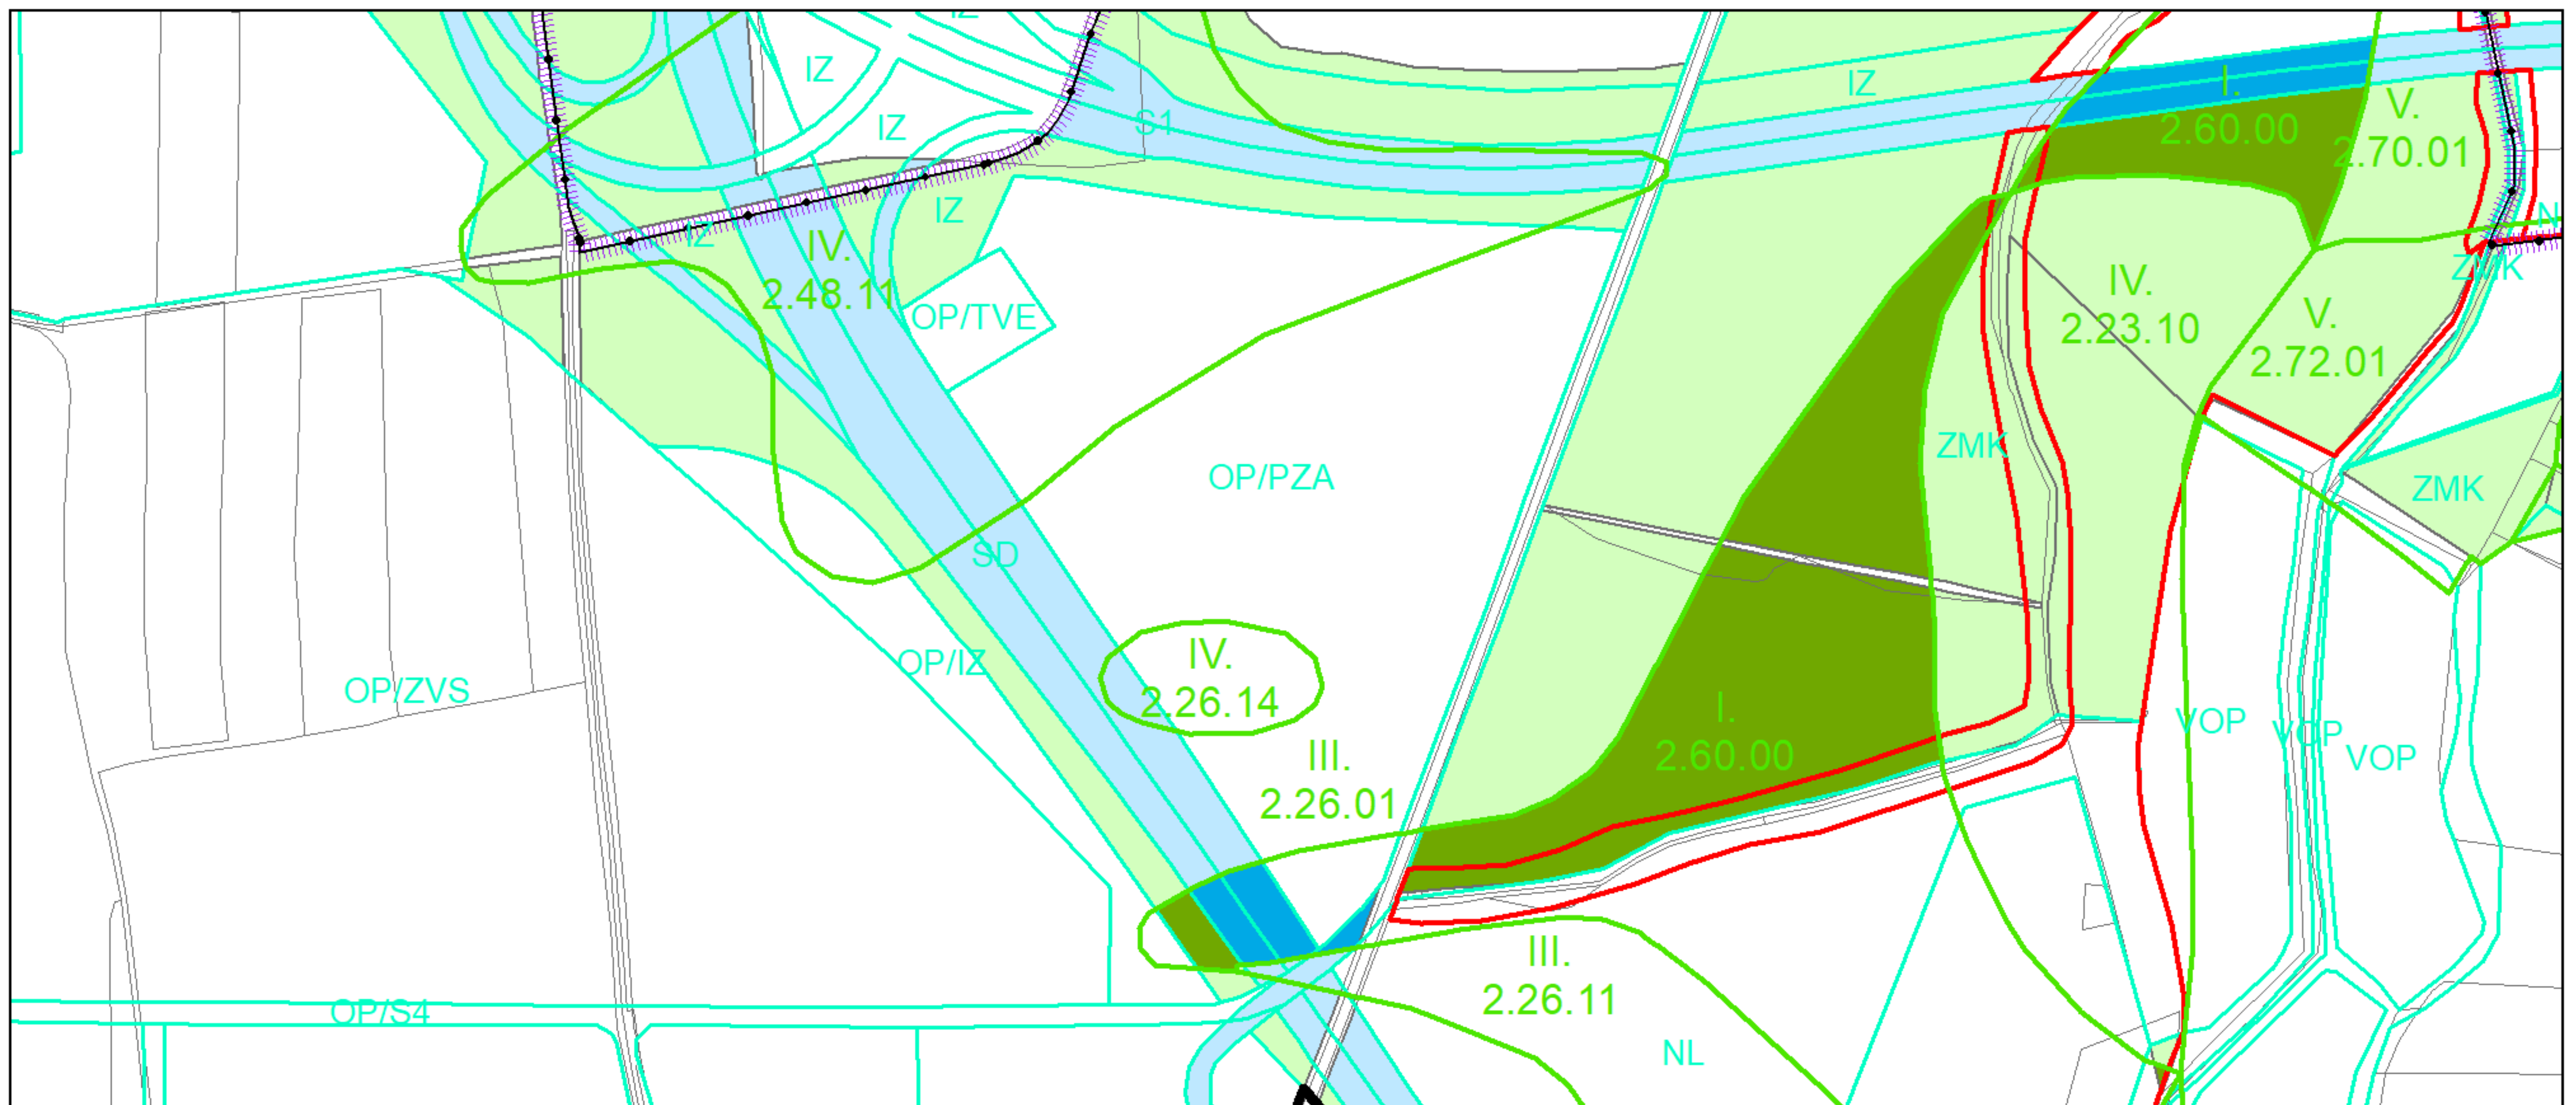 IZ
IZ
IZ
S1
IZ
I.
2.60.00
V.
2.70.01
IZ
IZ
IV.
2.48.11
OP/TVE
IV.
2.23.10
ZMK
V.
2.72.01
ZMK
OP/PZA
ZMK
SD
OP/IZ
OP/ZVS
IV.
2.26.14
III.
2.26.01
I.
2.60.00
VOP
VOP
VOP
III.
2.26.11
OP/S4
NL